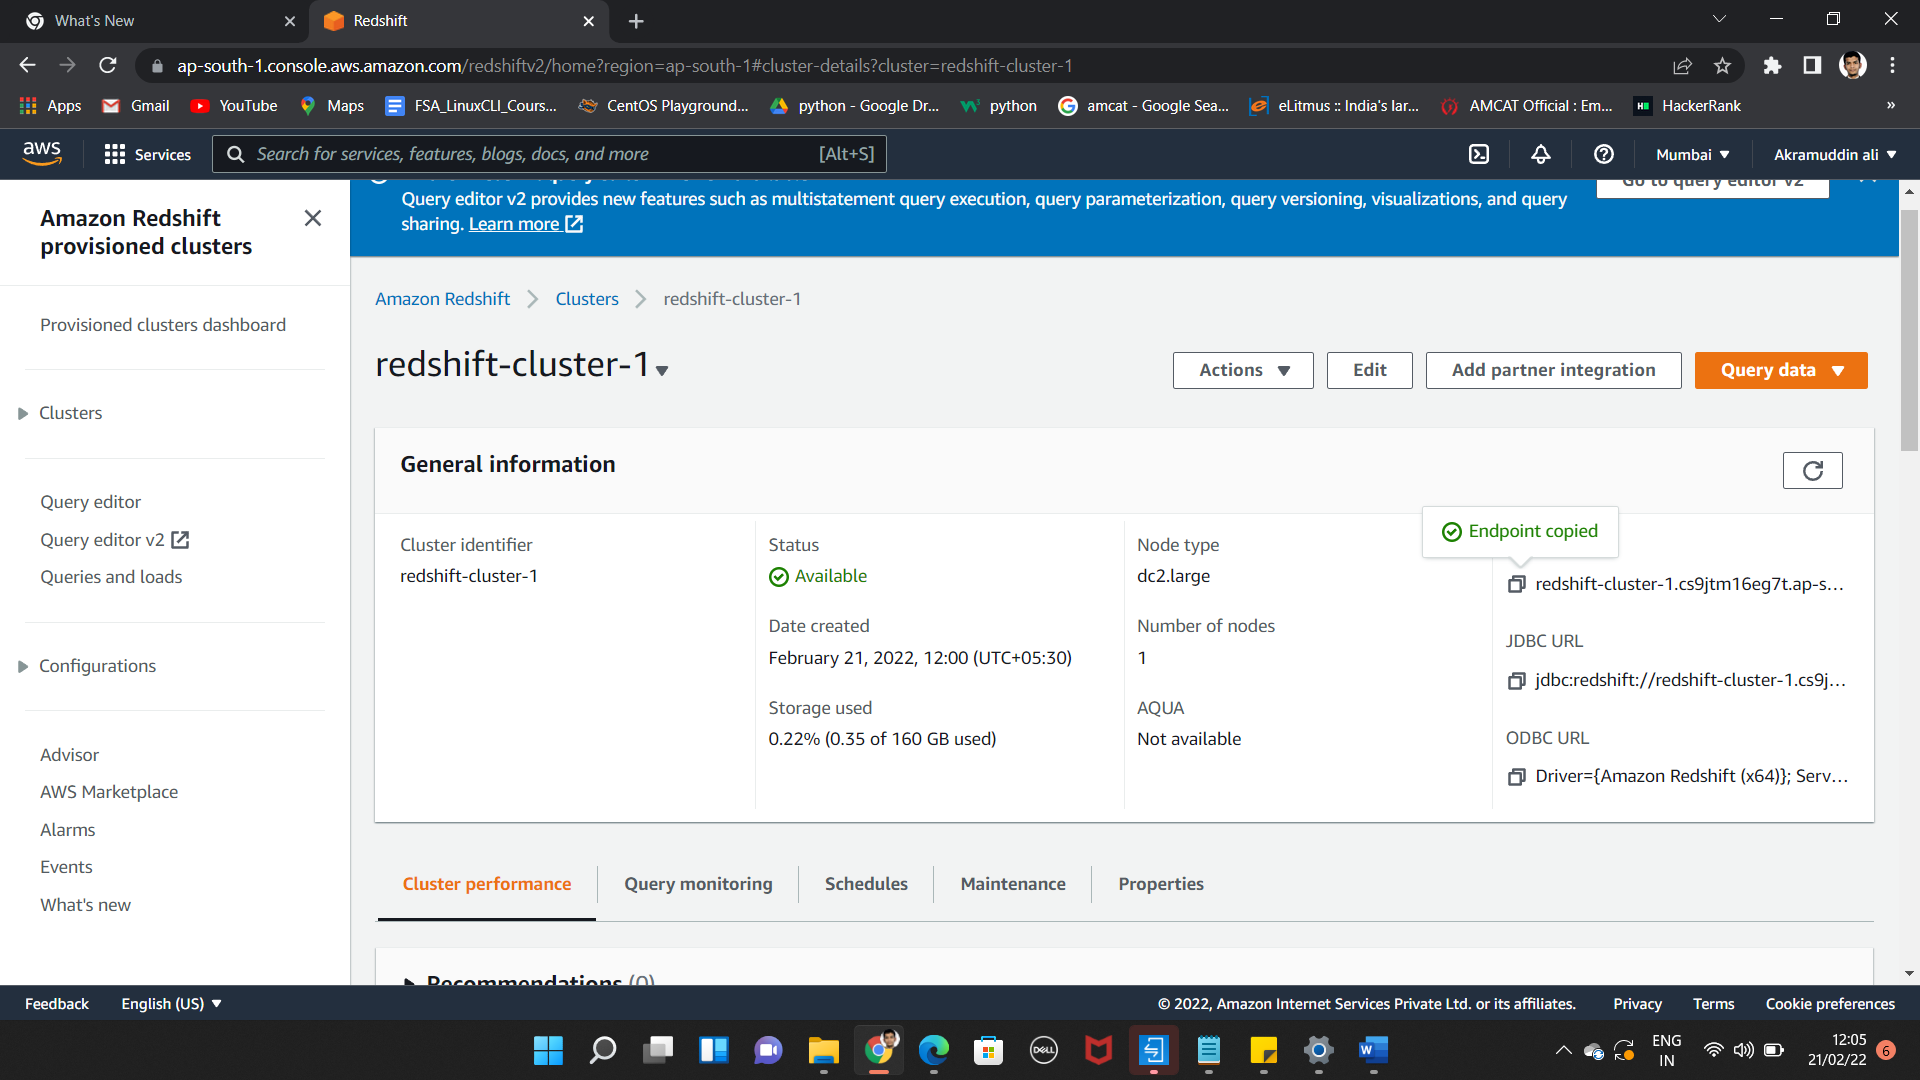 What's New
Redshift
ap-south-1.console.aws.amazon.com/redshiftv2/home?region=ap-south-1#cluster-details?cluster=redshift-cluster-1
Apps
Gmail
YouTube
Maps
FSA_LinuxCLI_Cours...
CentOS Playground...
python - Google Dr...
python
amcat - Google Sea...
eLitmus :: India's lar...
AMCAT Official : Em...
HackerRank
»
aws
Services
Search for services, features, blogs, docs, and more
[Alt+S]
Mumbai
Akramuddin ali
Amazon Redshift
provisioned clusters
Provisioned clusters dashboard
Clusters
Query editor
Query editor v2
Queries and loads
Configurations
Advisor
AWS Marketplace
Alarms
Events
What's new
Go to query editor v2
Query editor v2 provides new features such as multistatement query execution, query parameterization, query versioning, visualizations, and query
sharing. Learn more
Amazon Redshift
Clusters
redshift-cluster-1
redshift-cluster-1
Actions
Edit
Add partner integration
Query data
General information
Cluster identifier
redshift-cluster-1
Status
Available
Date created
February 21, 2022, 12:00 (UTC+05:30)
Storage used
0.22% (0.35 of 160 GB used)
Node type
dc2.large
Number of nodes
1
AQUA
Not available
Endpoint copied
redshift-cluster-1.cs9jtm16eg7t.ap-s...
JDBC URL
jdbc:redshift://redshift-cluster-1.cs9j...
ODBC URL
Driver={Amazon Redshift (x64)}; Serv...
Cluster performance
Query monitoring
Schedules
Maintenance
Properties
Recommendations (0)
Feedback
English (US)
© 2022, Amazon Internet Services Private Ltd. or its affiliates.
Privacy
Terms
Cookie preferences
DELL
ENG
IN
12:05
21/02/22
6